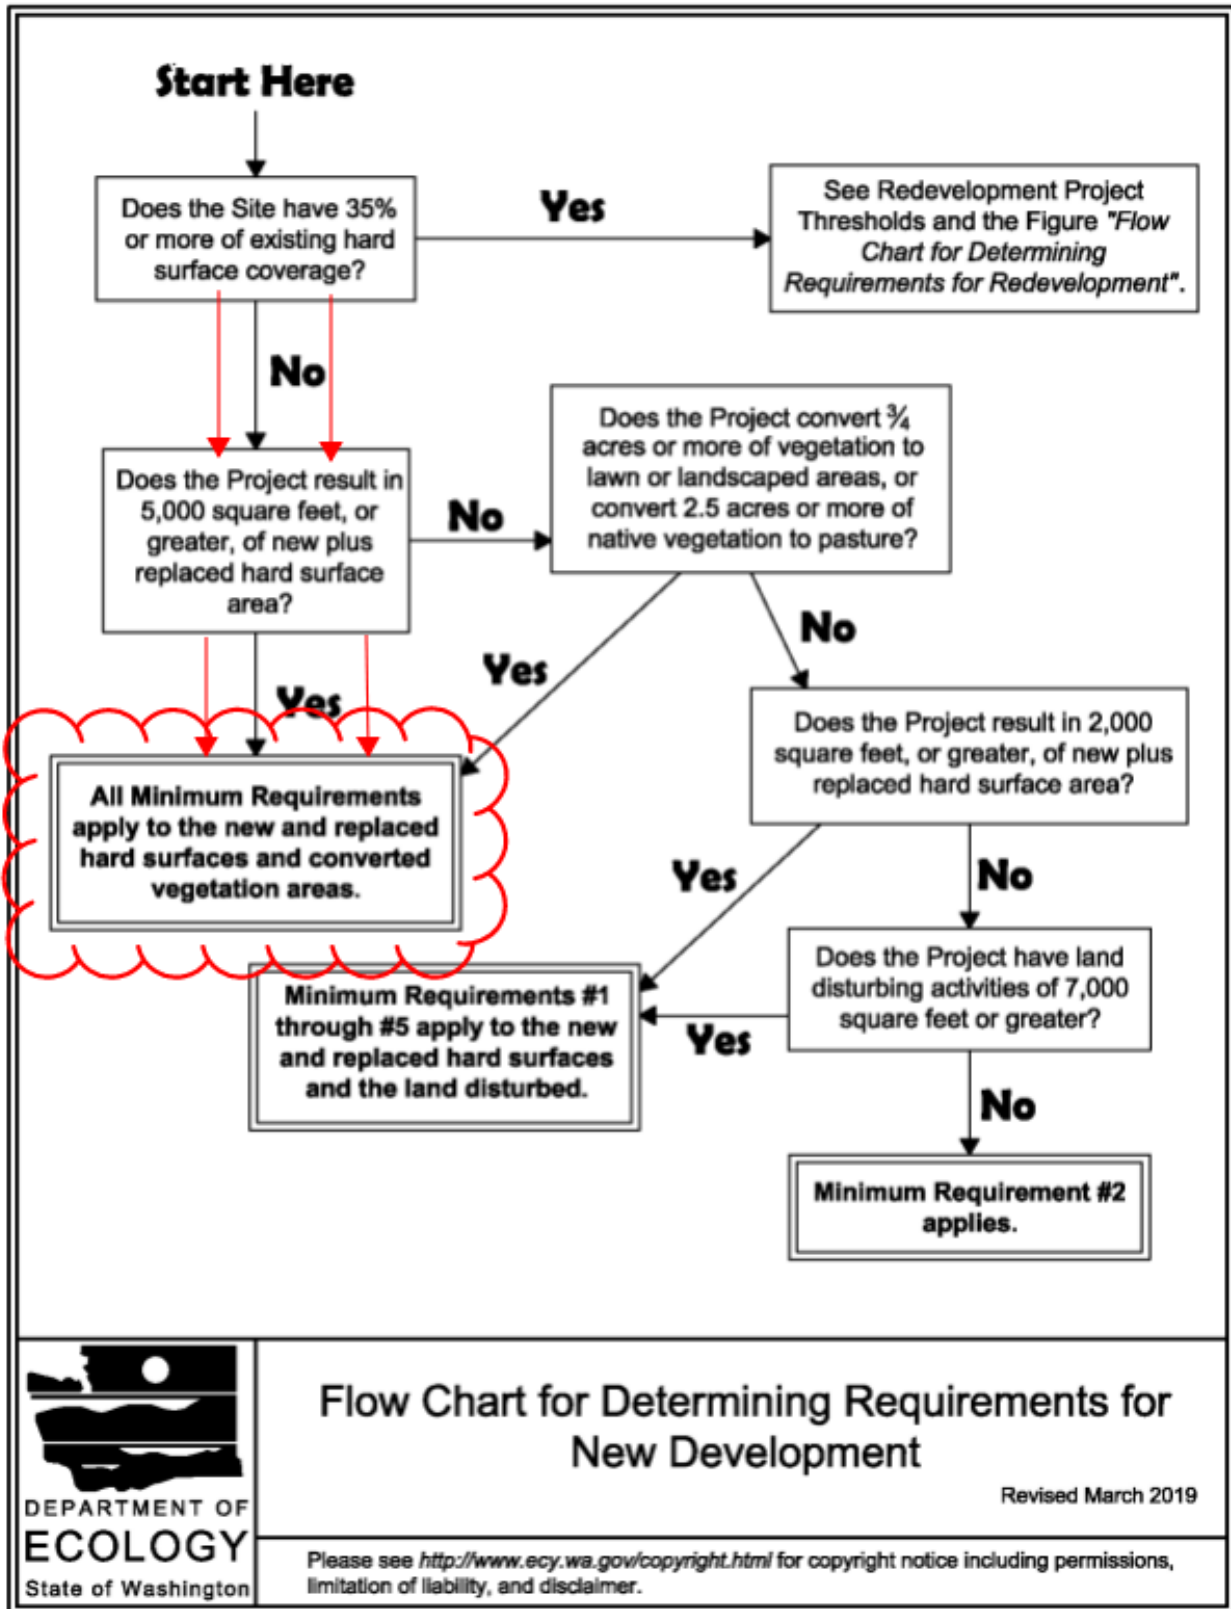 Start Here
Does the Site have 35%
or more of existing hard
surface coverage?
Yes
See Redevelopment Project
Thresholds and the Figure "Flow
Chart for Determining
Requirements for Redevelopment".
No
Does the Project result in
5,000 square feet, or
greater, of new plus
replaced hard surface
area?
No
Does the Project convert ¾
acres or more of vegetation to
lawn or landscaped areas, or
convert 2.5 acres or more of
native vegetation to pasture?
Yes
Yes
No
All Minimum Requirements
apply to the new and replaced
hard surfaces and converted
vegetation areas.
Does the Project result in 2,000
square feet, or greater, of new plus
replaced hard surface area?
Yes
No
Minimum Requirements #1
through #5 apply to the new
and replaced hard surfaces
and the land disturbed.
Yes
Does the Project have land
disturbing activities of 7,000
square feet or greater?
No
Minimum Requirement #2
applies.
DEPARTMENT OF
ECOLOGY
State of Washington
Flow Chart for Determining Requirements for
New Development
Revised March 2019
Please see http://www.ecy.wa.gov/copyright.html for copyright notice including permissions,
limitation of liability, and disclaimer.